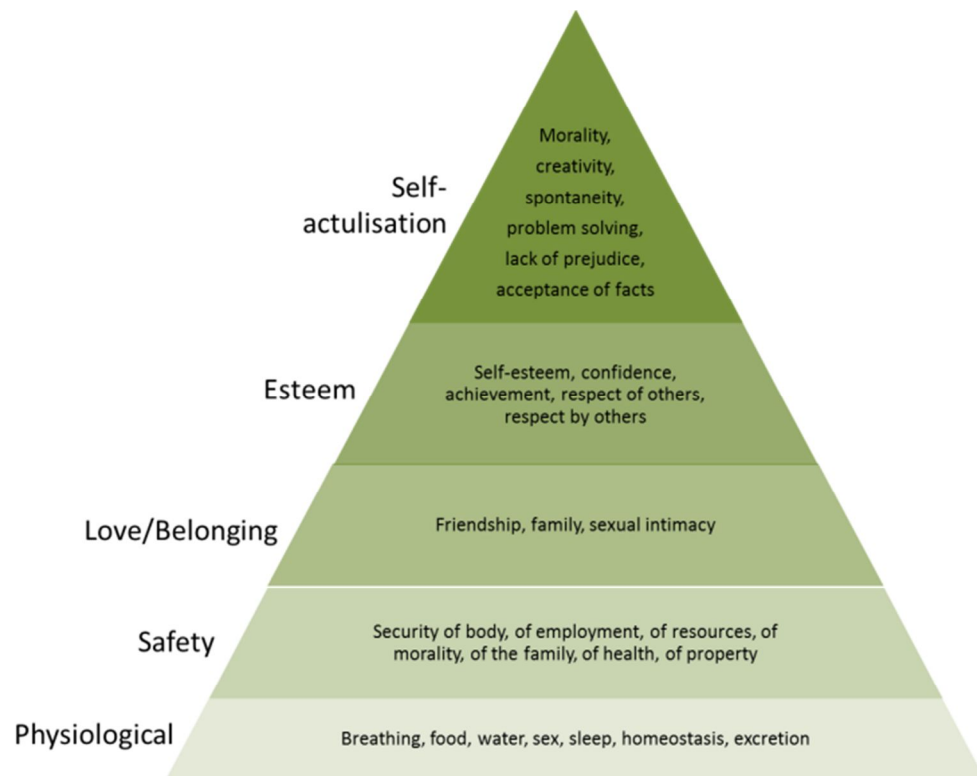 Self-
actulisation
Morality,
creativity,
spontaneity,
problem solving,
lack of prejudice,
acceptance of facts
Esteem
Self-esteem, confidence,
achievement, respect of others,
respect by others
Love/Belonging
Friendship, family, sexual intimacy
Safety
Security of body, of employment, of resources, of
morality, of the family, of health, of property
Physiological
Breathing, food, water, sex, sleep, homeostasis, excretion